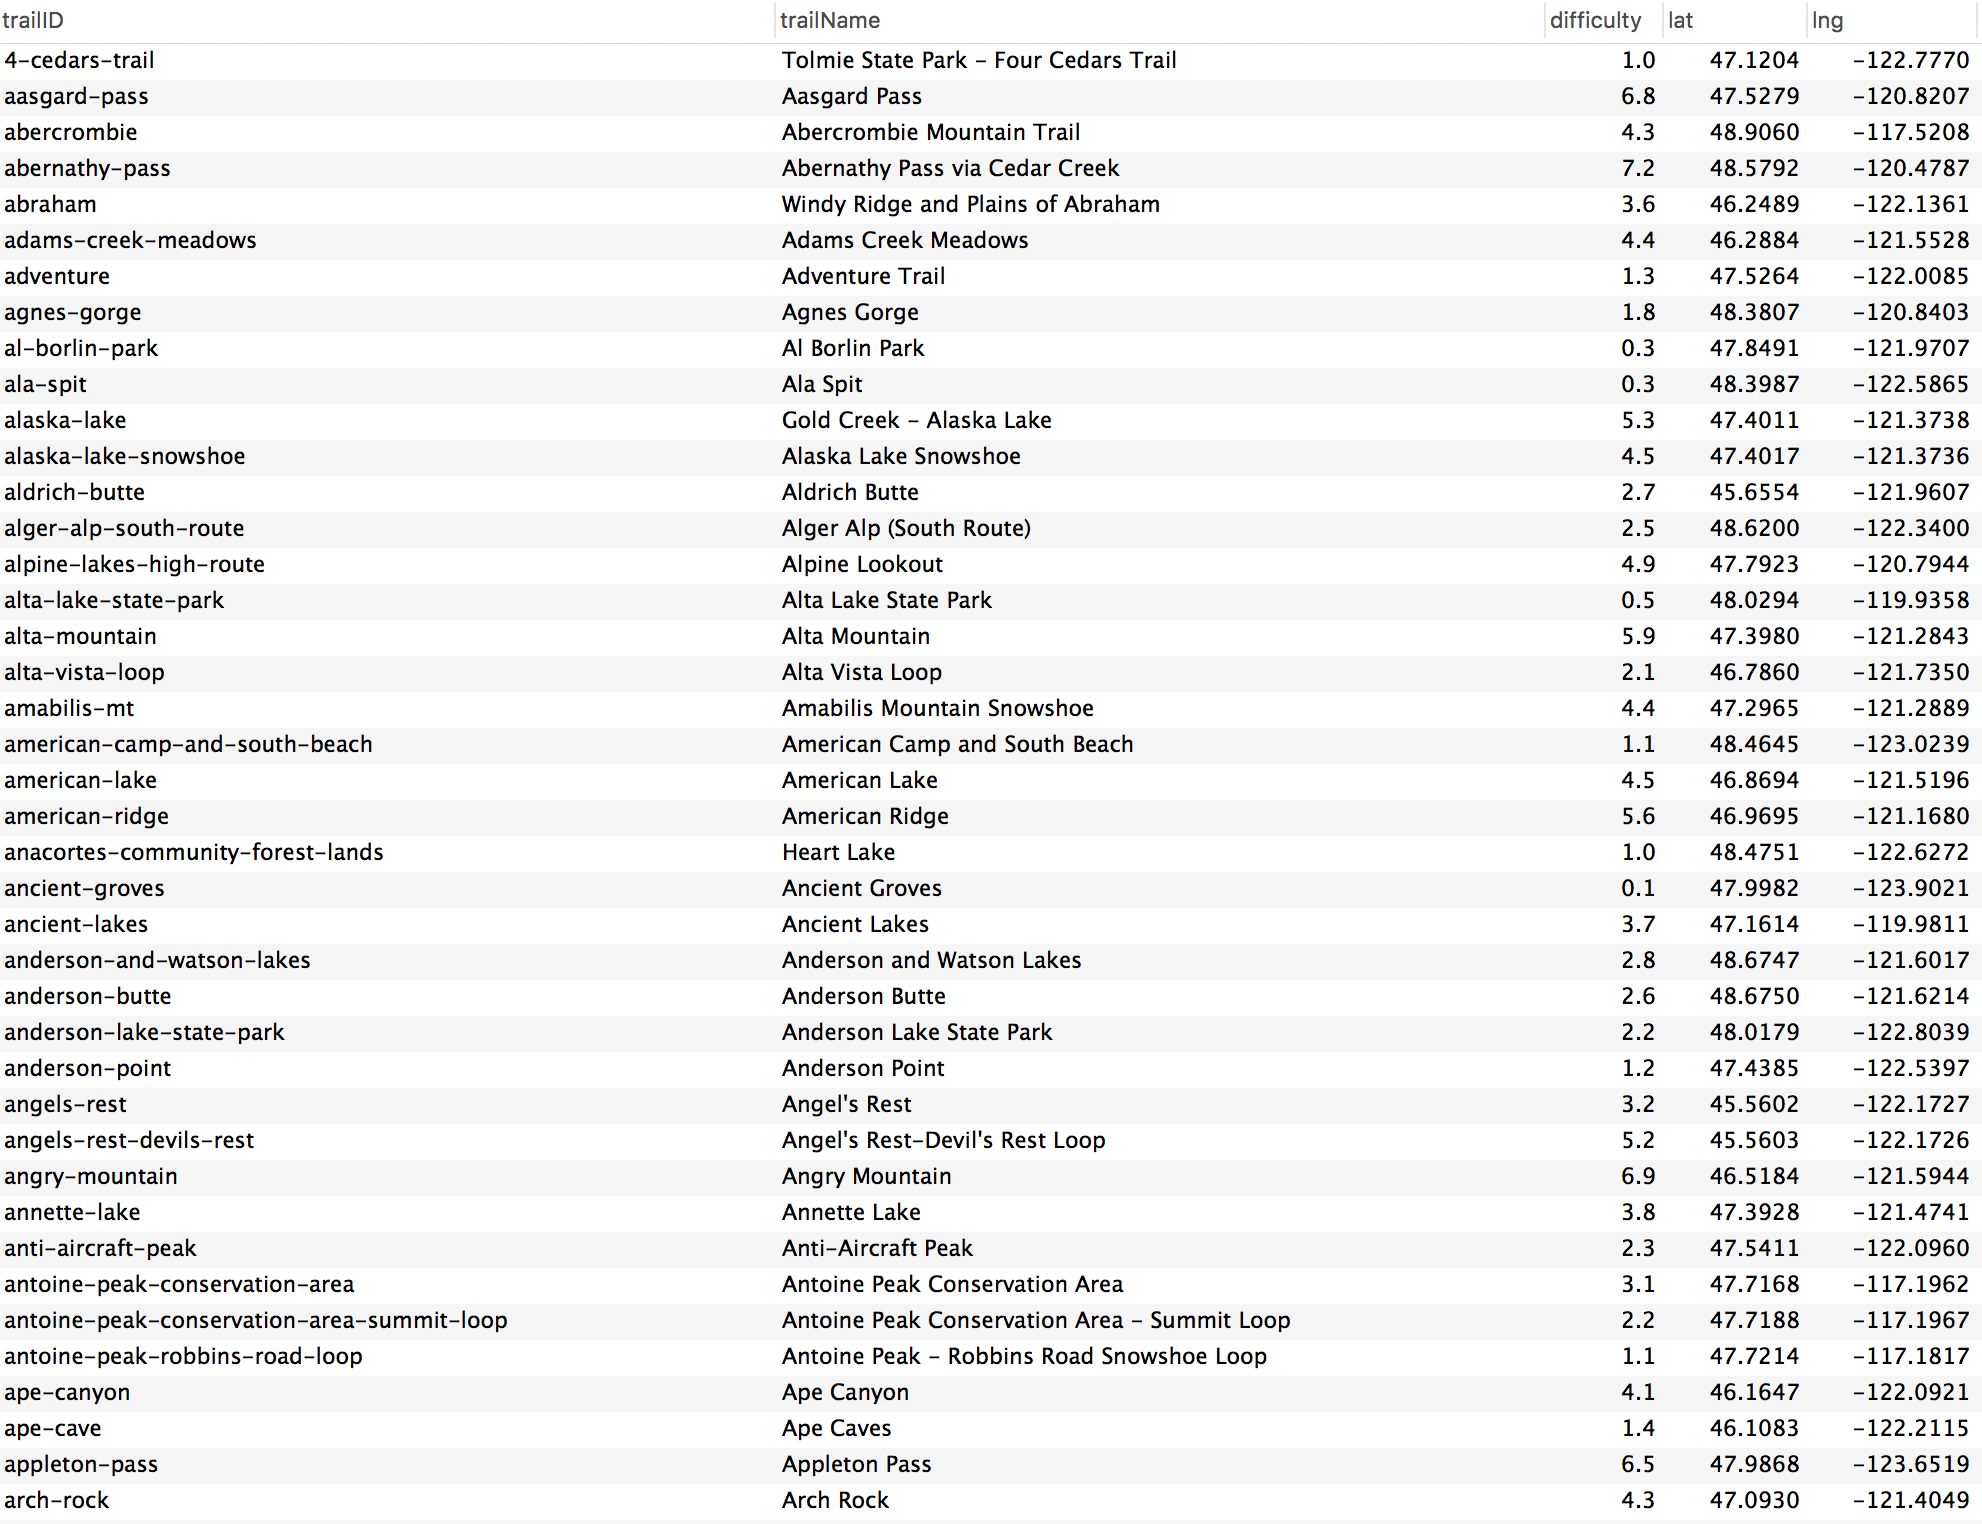 trailID trailName difficulty lat lng
4-cedars-trail Tolmie State Park - Four Cedars Trail 1.0 47.1204 -122.7770
aasgard-pass Aasgard Pass 6.8 47.5279 -120.8207
abercrombie Abercrombie Mountain Trail 4.3 48.9060 -117.5208
abernathy-pass Abernathy Pass via Cedar Creek 7.2 48.5792 -120.4787
abraham Windy Ridge and Plains of Abraham 3.6 46.2489 -122.1361
adams-creek-meadows Adams Creek Meadows 4.4 46.2884 -121.5528
adventure Adventure Trail 1.3 47.5264 -122.0085
agnes-gorge Agnes Gorge 1.8 48.3807 -120.8403
al-borlin-park Al Borlin Park 0.3 47.8491 -121.9707
ala-spit Ala Spit 0.3 48.3987 -122.5865
alaska-lake Gold Creek - Alaska Lake 5.3 47.4011 -121.3738
alaska-lake-snowshoe Alaska Lake Snowshoe 4.5 47.4017 -121.3736
aldrich-butte Aldrich Butte 2.7 45.6554 -121.9607
alger-alp-south-route Alger Alp (South Route) 2.5 48.6200 -122.3400
alpine-lakes-high-route Alpine Lookout 4.9 47.7923 -120.7944
alta-lake-state-park Alta Lake State Park 0.5 48.0294 -119.9358
alta-mountain Alta Mountain 5.9 47.3980 -121.2843
alta-vista-loop Alta Vista Loop 2.1 46.7860 -121.7350
amabilis-mt Amabilis Mountain Snowshoe 4.4 47.2965 -121.2889
american-camp-and-south-beach American Camp and South Beach 1.1 48.4645 -123.0239
american-lake American Lake 4.5 46.8694 -121.5196
american-ridge American Ridge 5.6 46.9695 -121.1680
anacortes-community-forest-lands Heart Lake 1.0 48.4751 -122.6272
ancient-groves Ancient Groves 0.1 47.9982 -123.9021
ancient-lakes Ancient Lakes 3.7 47.1614 -119.9811
anderson-and-watson-lakes Anderson and Watson Lakes 2.8 48.6747 -121.6017
anderson-butte Anderson Butte 2.6 48.6750 -121.6214
anderson-lake-state-park Anderson Lake State Park 2.2 48.0179 -122.8039
anderson-point Anderson Point 1.2 47.4385 -122.5397
angels-rest Angel's Rest 3.2 45.5602 -122.1727
angels-rest-devils-rest Angel's Rest-Devil's Rest Loop 5.2 45.5603 -122.1726
angry-mountain Angry Mountain 6.9 46.5184 -121.5944
annette-lake Annette Lake 3.8 47.3928 -121.4741
anti-aircraft-peak Anti-Aircraft Peak 2.3 47.5411 -122.0960
antoine-peak-conservation-area Antoine Peak Conservation Area 3.1 47.7168 -117.1962
antoine-peak-conservation-area-summit-loop Antoine Peak Conservation Area - Summit Loop 2.2 47.7188 -117.1967
antoine-peak-robbins-road-loop Antoine Peak - Robbins Road Snowshoe Loop 1.1 47.7214 -117.1817
ape-canyon Ape Canyon 4.1 46.1647 -122.0921
ape-cave Ape Caves 1.4 46.1083 -122.2115
appleton-pass Appleton Pass 6.5 47.9868 -123.6519
arch-rock Arch Rock 4.3 47.0930 -121.4049